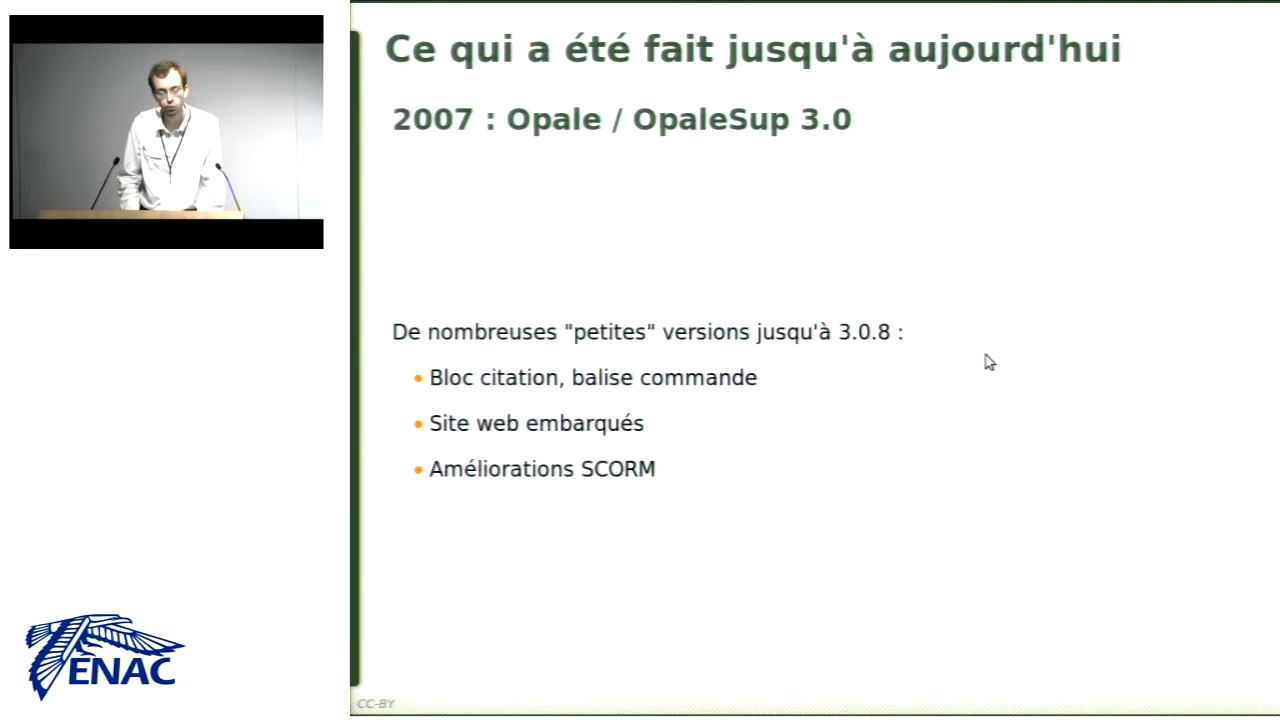 Ce qui a été fait jusqu'à aujourd'hui
2007 : Opale / OpaleSup 3.0
De nombreuses "petites" versions jusqu'à 3.0.8 :
Bloc citation, balise commande
Site web embarqués
Améliorations SCORM
ENAC
CC-BY